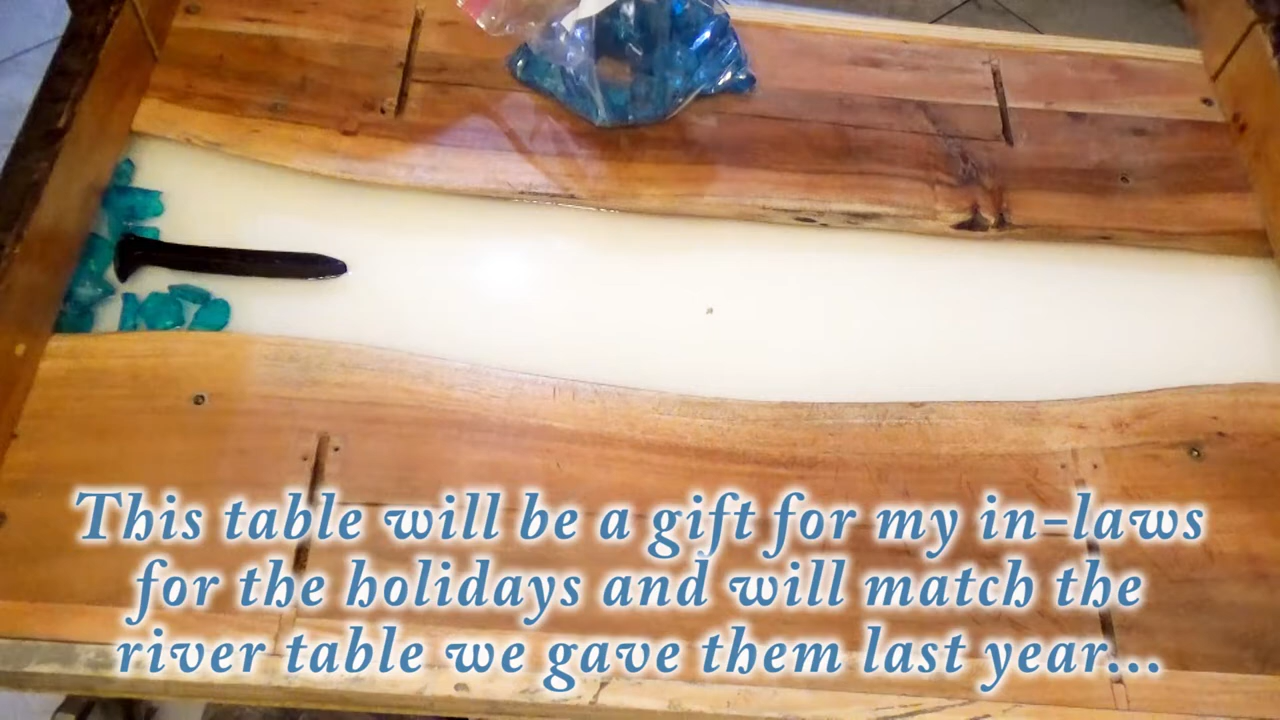 This table will be a gift for my in-laws
for the holidays and will match the
river table we gave them last year...